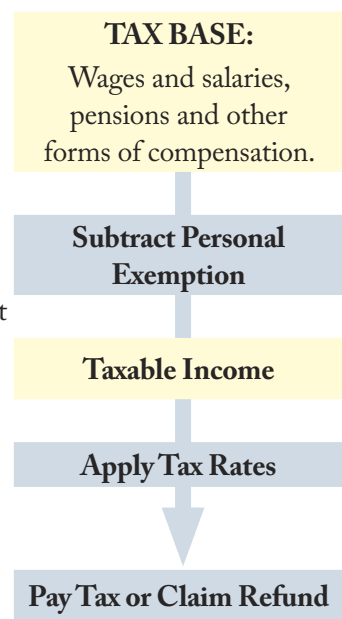 TAX BASE:
Wages and salaries,
pensions and other
forms of compensation.
Subtract Personal
Exemption
t
Taxable Income
Apply Tax Rates
Pay Tax or Claim Refund